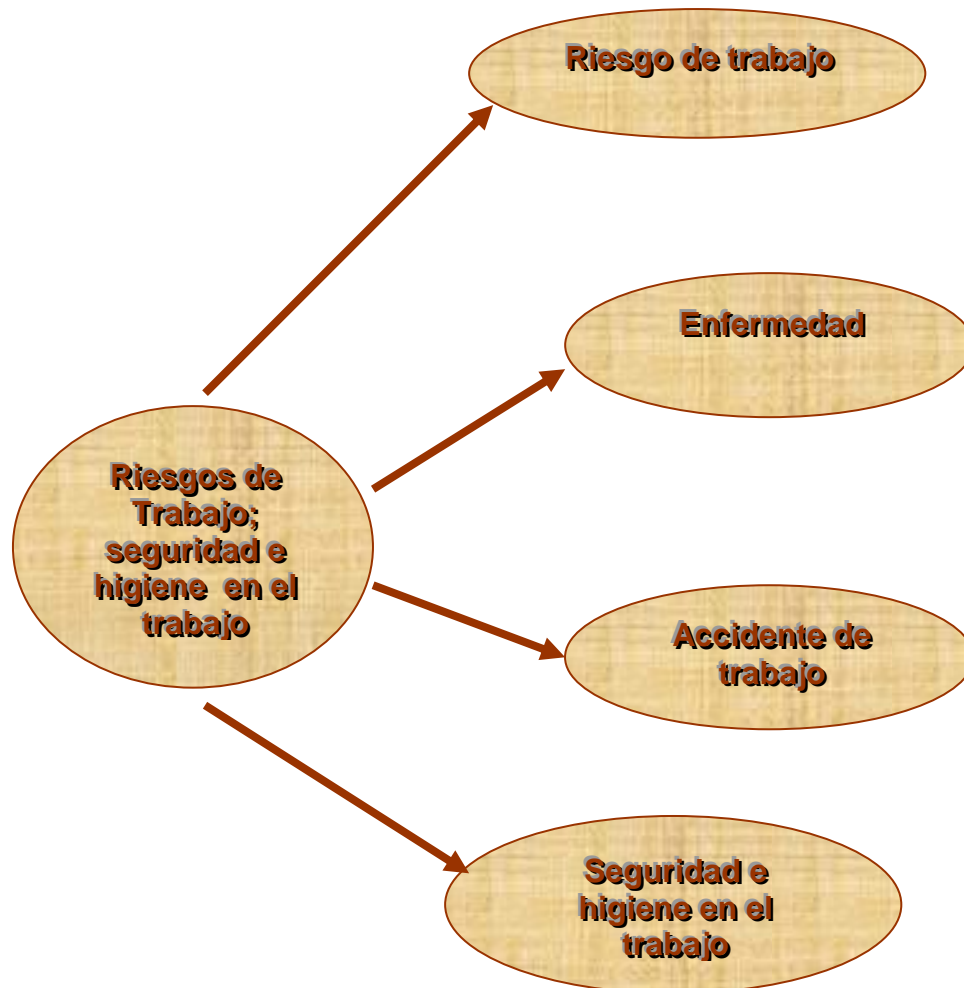 Riesgo de trabajo
Enfermedad
Riesgos de
Trabajo;
seguridad e
higiene en el
trabajo
Accidente de
trabajo
Seguridad e
higiene en el
trabajo